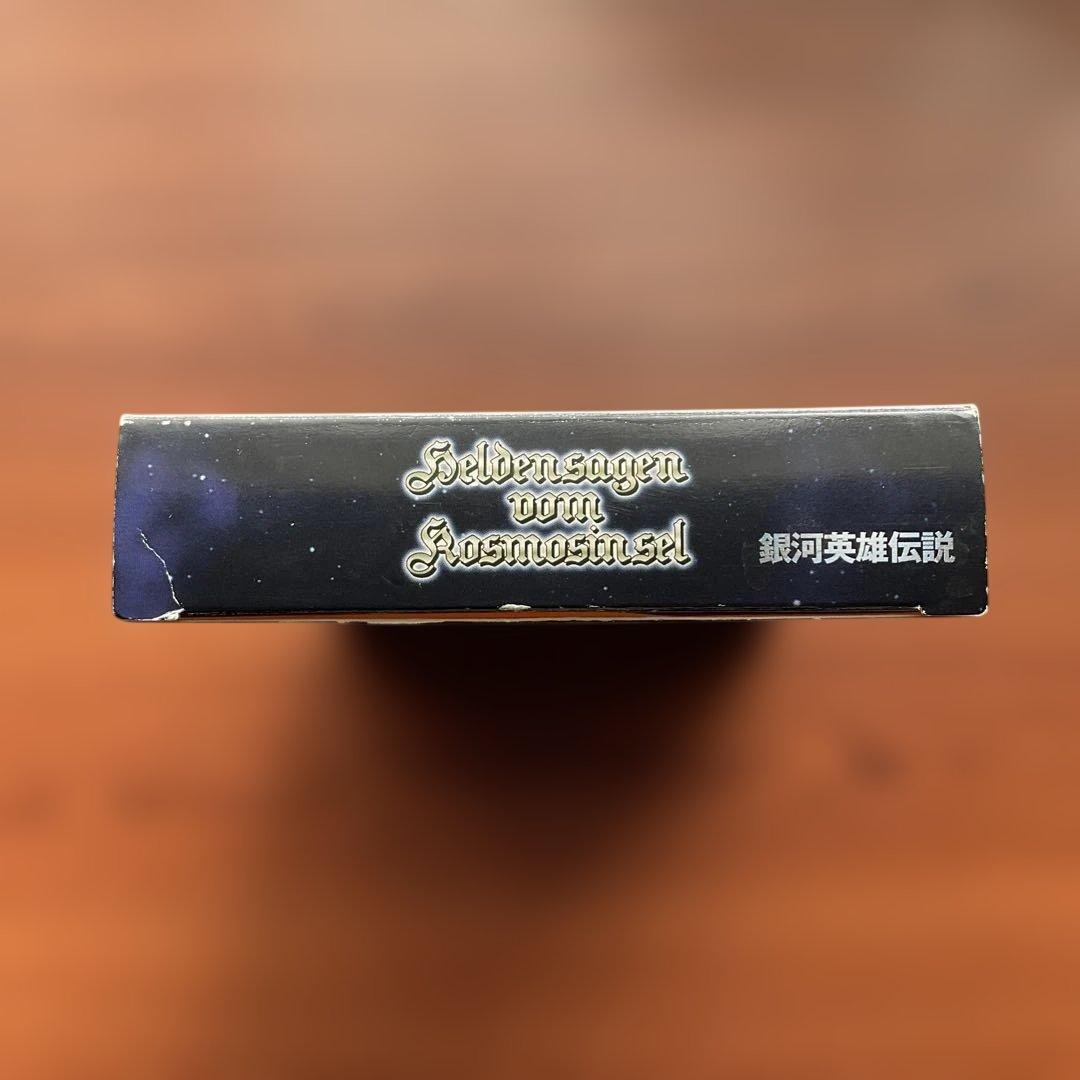 Heldensagen
vom
Kosmosinsel
銀河英雄伝説